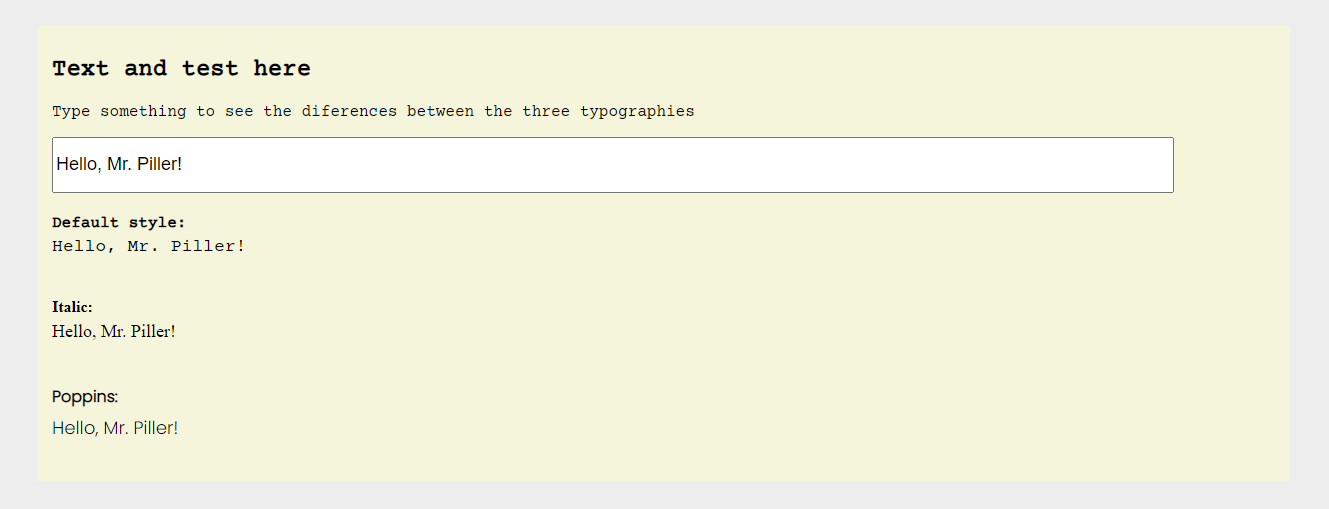 Text and test here
Type something to see the diferences between the three typographies
Hello, Mr. Piller!
Default style:
Hello, Mr. Piller!
Italic:
Hello, Mr. Piller!
Poppins:
Hello, Mr. Piller!